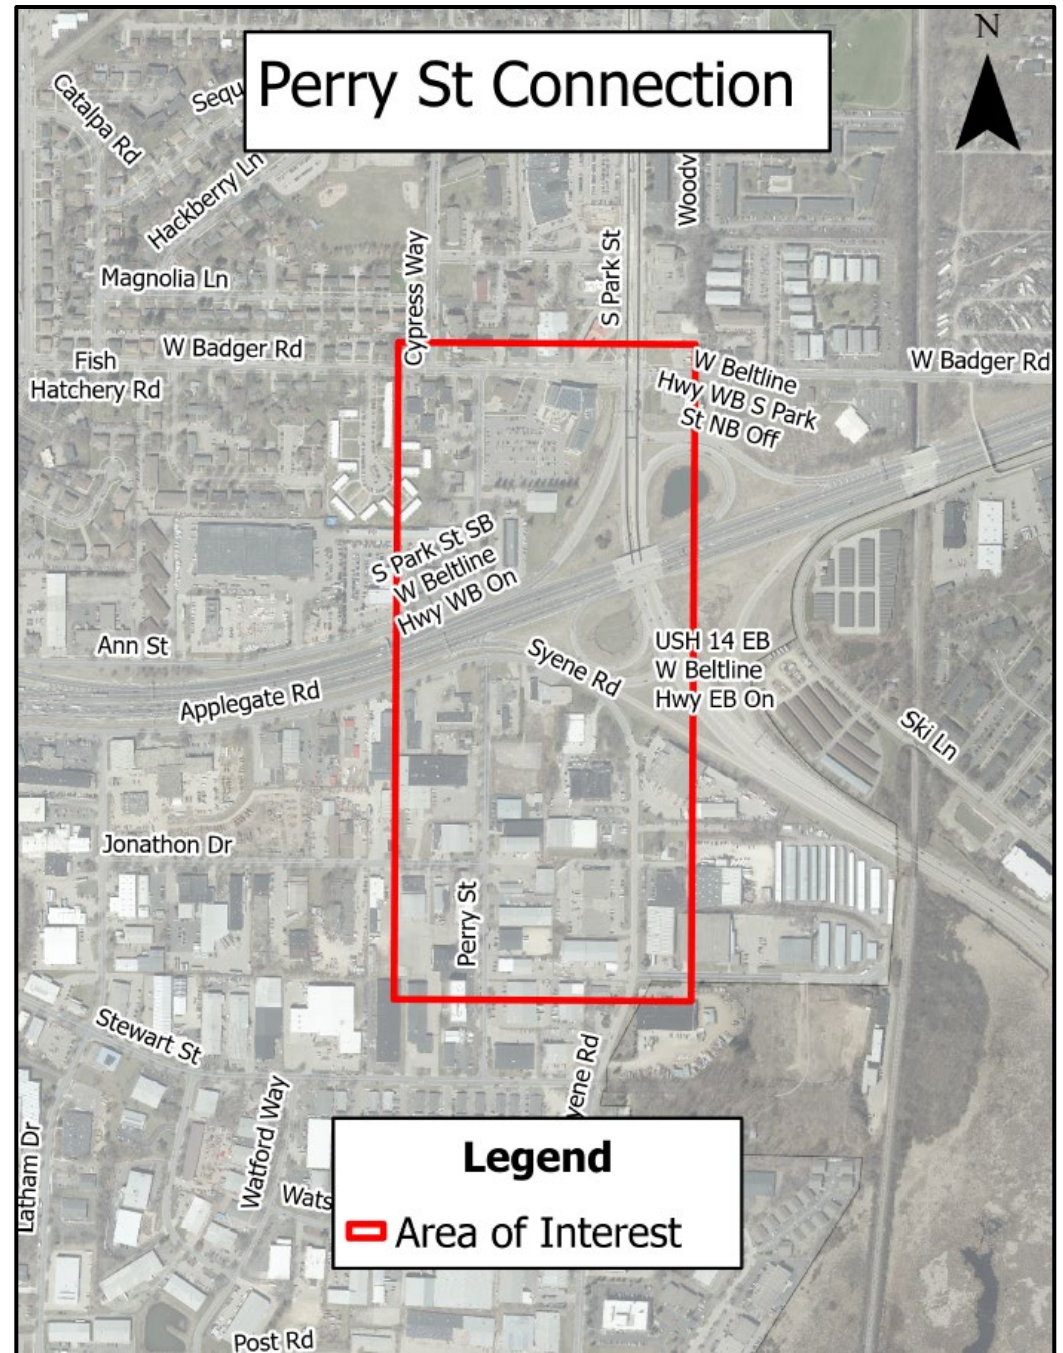 N
Perry St Connection
Catalpa Rd
Sequ
Hackberry Ln
Woodv
Magnolia Ln
Cypress Way
S Park St
W Badger Rd
Fish
Hatchery Rd
W Beltline
Hwy WB S Park
St NB Off
W Badger Rd
S Park St SB
W Beltline
Hwy WB On
Ann St
Syene Rd
USH 14 EB
W Beltline
Hwy EB On
Applegate Rd
Ski Ln
Jonathon Dr
Perry St
Stewart St
yene Rd
Watford Way
Latham Dr
Wats
Legend
Area of Interest
Post Rd